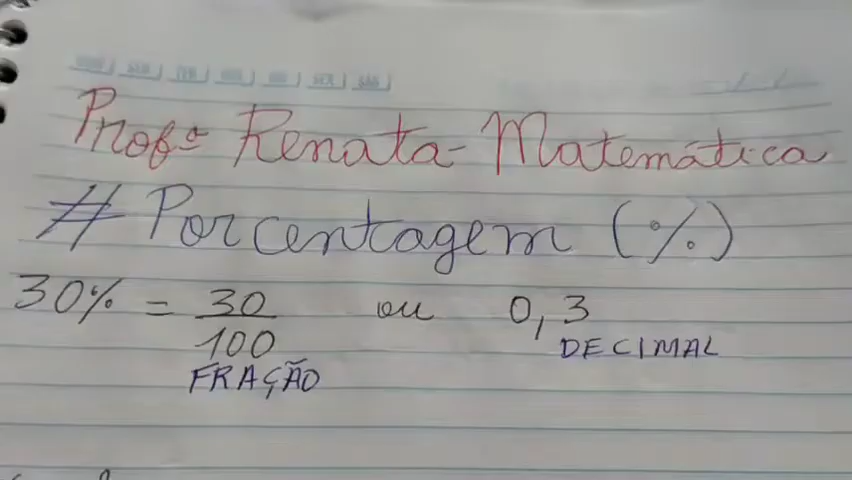 Profª Renata - Matemática
# Porcentagem (%)
30% = 30/100 ou 0,3
FRAÇÃO DECIMAL